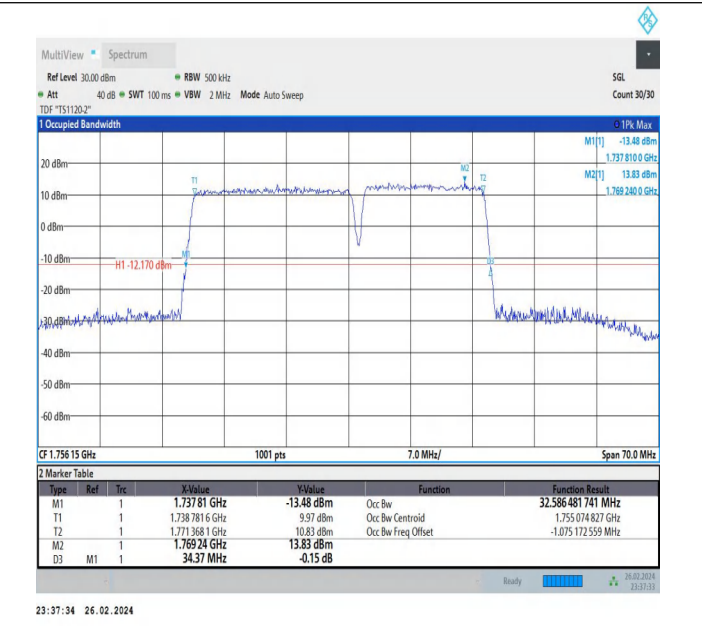 R&S
MultiView Spectrum
Ref Level 30.00 dBm RBW 500 kHz SGL
Att 40 dB SWT 100 ms VBW 2 MHz Mode Auto Sweep Count 30/30
TDF "TS1120-2"
1 Occupied Bandwidth 1Pk Max
M1[1] -13.48 dBm
1.737 810 0 GHz
M2[1] 13.83 dBm
1.769 240 0 GHz
20 dBm
10 dBm
0 dBm
-10 dBm
-20 dBm
-30 dBm
-40 dBm
-50 dBm
-60 dBm
T1
M2
T2
M1
D3
H1 -12.170 dBm
CF 1.756 15 GHz 1001 pts 7.0 MHz/ Span 70.0 MHz
2 Marker Table
Type Ref Trc X-Value Y-Value Function Function Result
M1 1 1.737 81 GHz -13.48 dBm Occ Bw 32.586 481 741 MHz
T1 1 1.738 781 6 GHz 9.97 dBm Occ Bw Centroid 1.755 074 827 GHz
T2 1 1.771 368 1 GHz 10.83 dBm Occ Bw Freq Offset -1.075 172 559 MHz
M2 1 1.769 24 GHz 13.83 dBm
D3 M1 1 34.37 MHz -0.15 dB
Ready 26.02.2024
23:37:33
23:37:34 26.02.2024